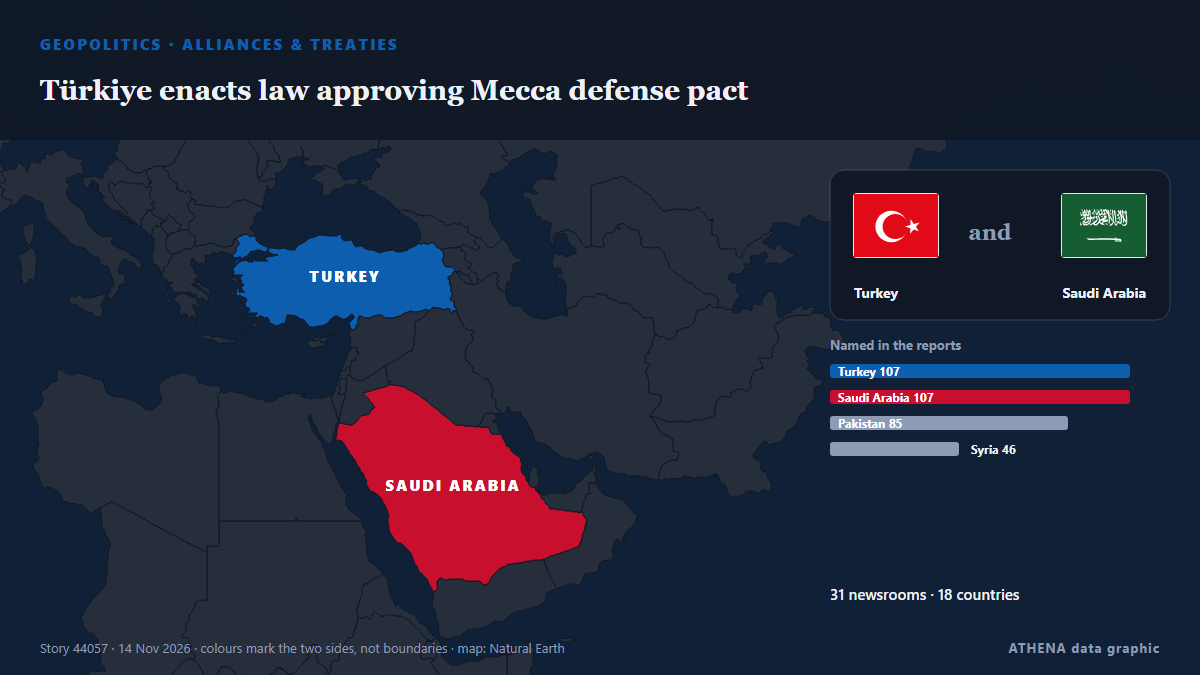 GEOPOLITICS · ALLIANCES & TREATIES
Türkiye enacts law approving Mecca defense pact
TURKEY
SAUDI ARABIA
and
Turkey
Saudi Arabia
Named in the reports
Turkey 107
Saudi Arabia 107
Pakistan 85
Syria 46
31 newsrooms · 18 countries
Story 44057 · 14 Nov 2026 · colours mark the two sides, not boundaries · map: Natural Earth
ATHENA data graphic